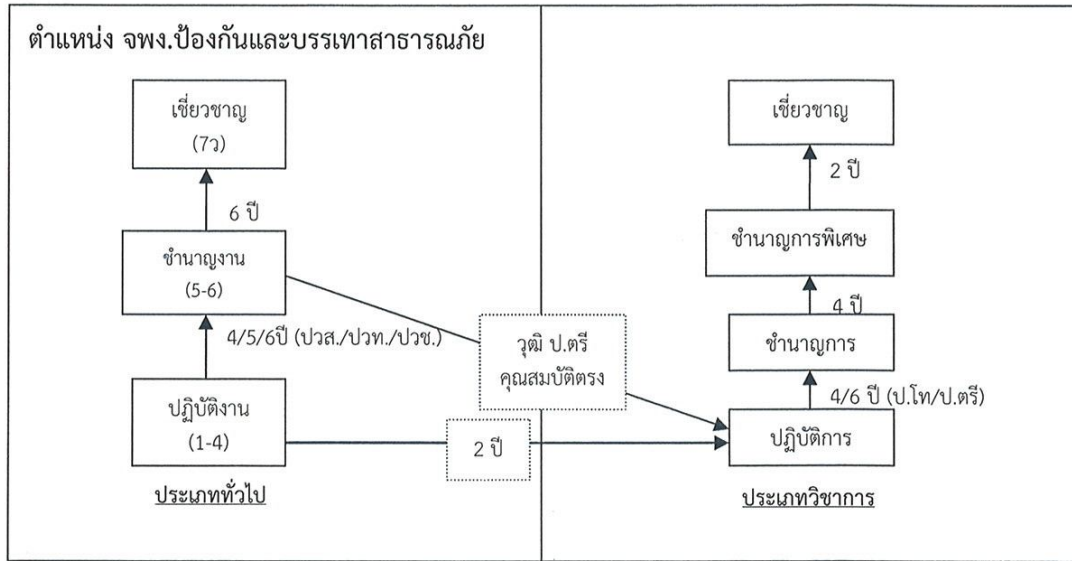 ตำแหน่ง จพง.ป้องกันและบรรเทาสาธารณภัย
เชี่ยวชาญ
(7ว)
6 ปี
ชำนาญงาน
(5-6)
4/5/6ปี (ปวส./ปวท./ปวช.)
ปฏิบัติงาน
(1-4)
ประเภททั่วไป
วุฒิ ป.ตรี
คุณสมบัติตรง
2 ปี
เชี่ยวชาญ
2 ปี
ชำนาญการพิเศษ
4 ปี
ชำนาญการ
4/6 ปี (ป.โท/ป.ตรี)
ปฏิบัติการ
ประเภทวิชาการ